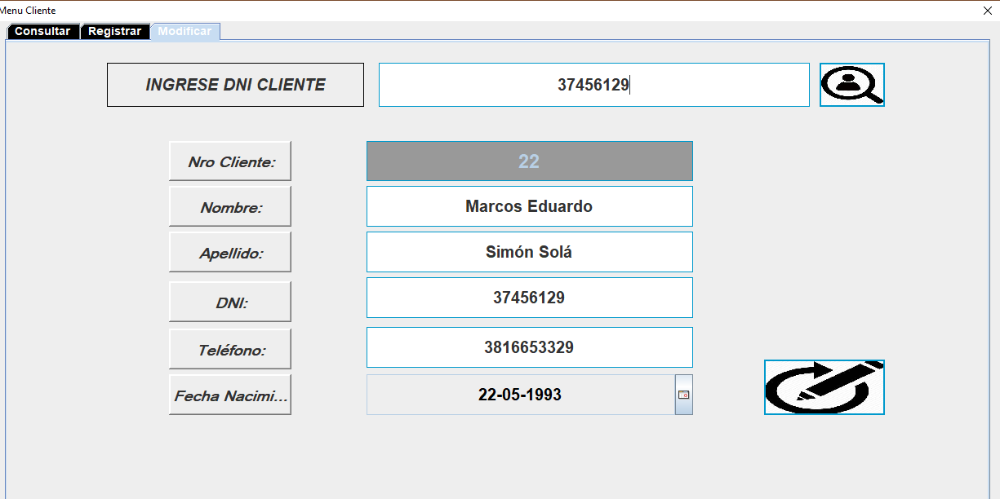 Menu Cliente
Consultar Registrar Modificar
INGRESE DNI CLIENTE 37456129
Nro Cliente: 22
Nombre: Marcos Eduardo
Apellido: Simón Solá
DNI: 37456129
Teléfono: 3816653329
Fecha Nacimi... 22-05-1993